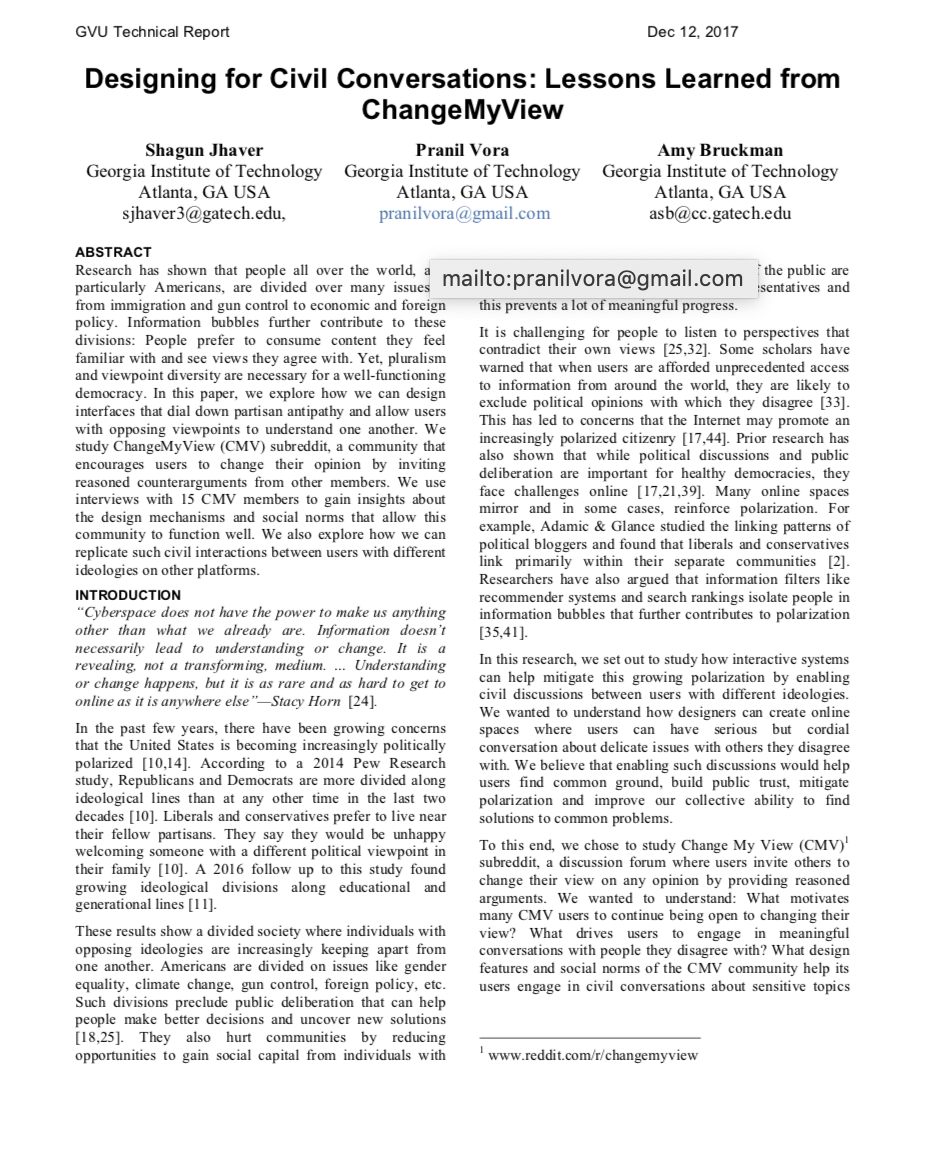 GVU Technical Report
Dec 12, 2017
Designing for Civil Conversations: Lessons Learned from
ChangeMyView
Shagun Jhaver
Georgia Institute of Technology
Atlanta, GA USA
sjhaver3@gatech.edu,
Pranil Vora
Georgia Institute of Technology
Atlanta, GA USA
pranilvora@gmail.com
Amy Bruckman
Georgia Institute of Technology
Atlanta, GA USA
asb@cc.gatech.edu
ABSTRACT
Research has shown that people all over the world,
particularly Americans, are divided over many issues
from immigration and gun control to economic and foreign
policy. Information bubbles further contribute to these
divisions: People prefer to consume content they feel
familiar with and see views they agree with. Yet, pluralism
and viewpoint diversity are necessary for a well-functioning
democracy. In this paper, we explore how we can design
interfaces that dial down partisan antipathy and allow users
with opposing viewpoints to understand one another. We
study ChangeMyView (CMV) subreddit, a community that
encourages users to change their opinion by inviting
reasoned counterarguments from other members. We use
interviews with 15 CMV members to gain insights about
the design mechanisms and social norms that allow this
community to function well. We also explore how we can
replicate such civil interactions between users with different
ideologies on other platforms.
INTRODUCTION
“Cyberspace does not have the power to make us anything
other than what we already are. Information doesn’t
necessarily lead to understanding or change. It is a
revealing, not a transforming, medium. ... Understanding
or change happens, but it is as rare and as hard to get to
online as it is anywhere else”—Stacy Horn [24].
In the past few years, there have been growing concerns
that the United States is becoming increasingly politically
polarized [10,14]. According to a 2014 Pew Research
study, Republicans and Democrats are more divided along
ideological lines than at any other time in the last two
decades [10]. Liberals and conservatives prefer to live near
their fellow partisans. They say they would be unhappy
welcoming someone with a different political viewpoint in
their family [10]. A 2016 follow up to this study found
growing ideological divisions along educational and
generational lines [11].
These results show a divided society where individuals with
opposing ideologies are increasingly keeping apart from
one another. Americans are divided on issues like gender
equality, climate change, gun control, foreign policy, etc.
Such divisions preclude public deliberation that can help
people make better decisions and uncover new solutions
[18,25]. They also hurt communities by reducing
opportunities to gain social capital from individuals with
mailto:pranilvora@gmail.com
the public are
this prevents a lot of meaningful progress.
It is challenging for people to listen to perspectives that
contradict their own views [25,32]. Some scholars have
warned that when users are afforded unprecedented access
to information from around the world, they are likely to
exclude political opinions with which they disagree [33].
This has led to concerns that the Internet may promote an
increasingly polarized citizenry [17,44]. Prior research has
also shown that while political discussions and public
deliberation are important for healthy democracies, they
face challenges online [17,21,39]. Many online spaces
mirror and in some cases, reinforce polarization. For
example, Adamic & Glance studied the linking patterns of
political bloggers and found that liberals and conservatives
link primarily within their separate communities [2].
Researchers have also argued that information filters like
recommender systems and search rankings isolate people in
information bubbles that further contributes to polarization
[35,41].
In this research, we set out to study how interactive systems
can help mitigate this growing polarization by enabling
civil discussions between users with different ideologies.
We wanted to understand how designers can create online
spaces where users can have serious but cordial
conversation about delicate issues with others they disagree
with. We believe that enabling such discussions would help
users find common ground, build public trust, mitigate
polarization and improve our collective ability to find
solutions to common problems.
To this end, we chose to study Change My View (CMV)¹
subreddit, a discussion forum where users invite others to
change their view on any opinion by providing reasoned
arguments. We wanted to understand: What motivates
many CMV users to continue being open to changing their
view? What drives users to engage in meaningful
conversations with people they disagree with? What design
features and social norms of the CMV community help its
users engage in civil conversations about sensitive topics
¹ www.reddit.com/r/changemyview